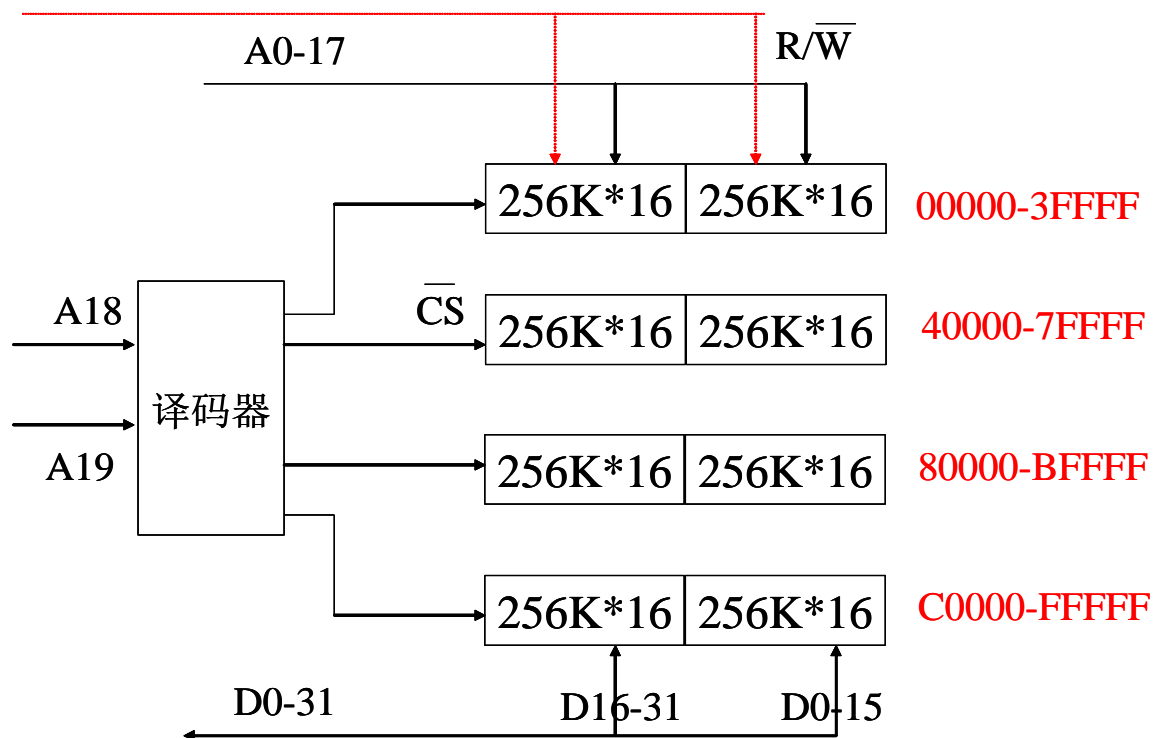 A0-17
R/W̅
256K*16 256K*16 00000-3FFFF
A18
C̅S̅
256K*16 256K*16 40000-7FFFF
译码器
A19
256K*16 256K*16 80000-BFFFF
256K*16 256K*16 C0000-FFFFF
D0-31
D16-31
D0-15